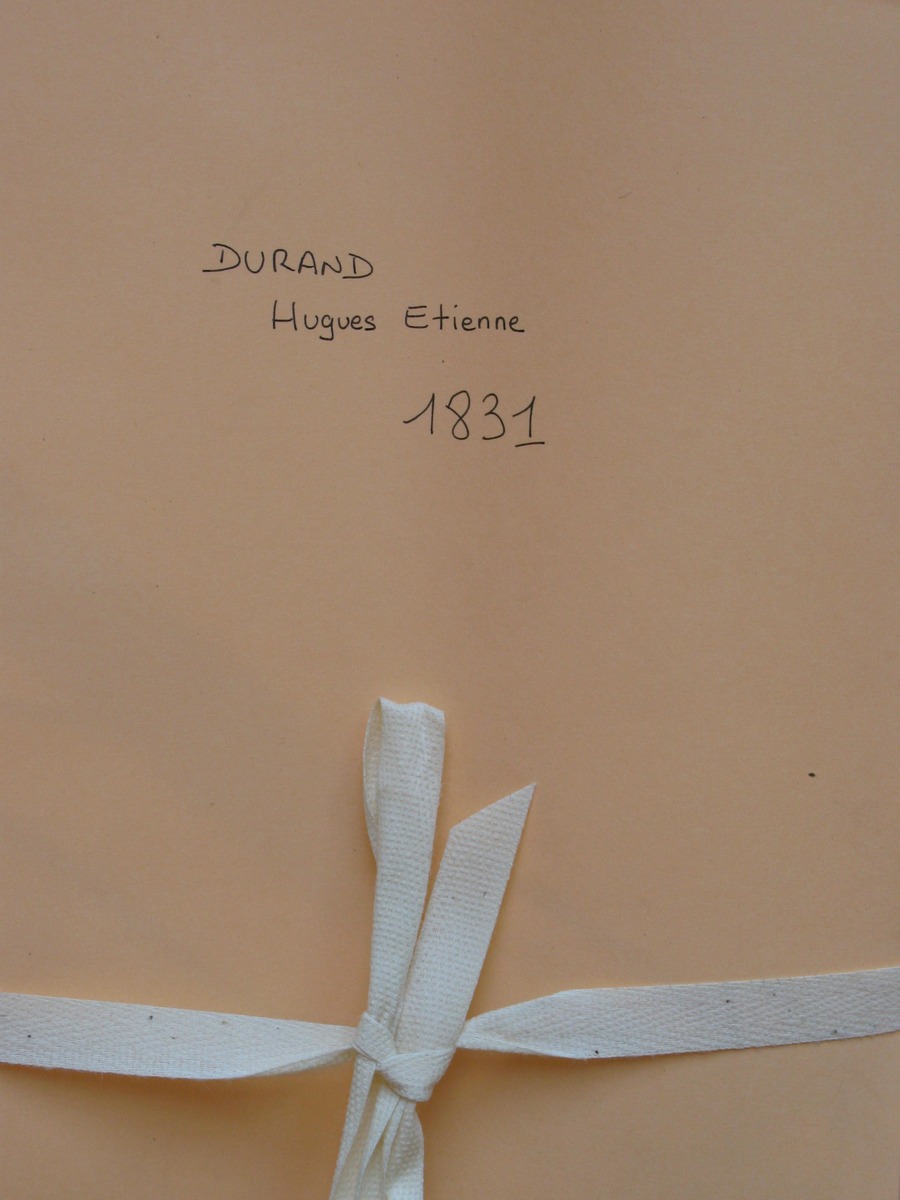 DURAND
Hugues Etienne
1831